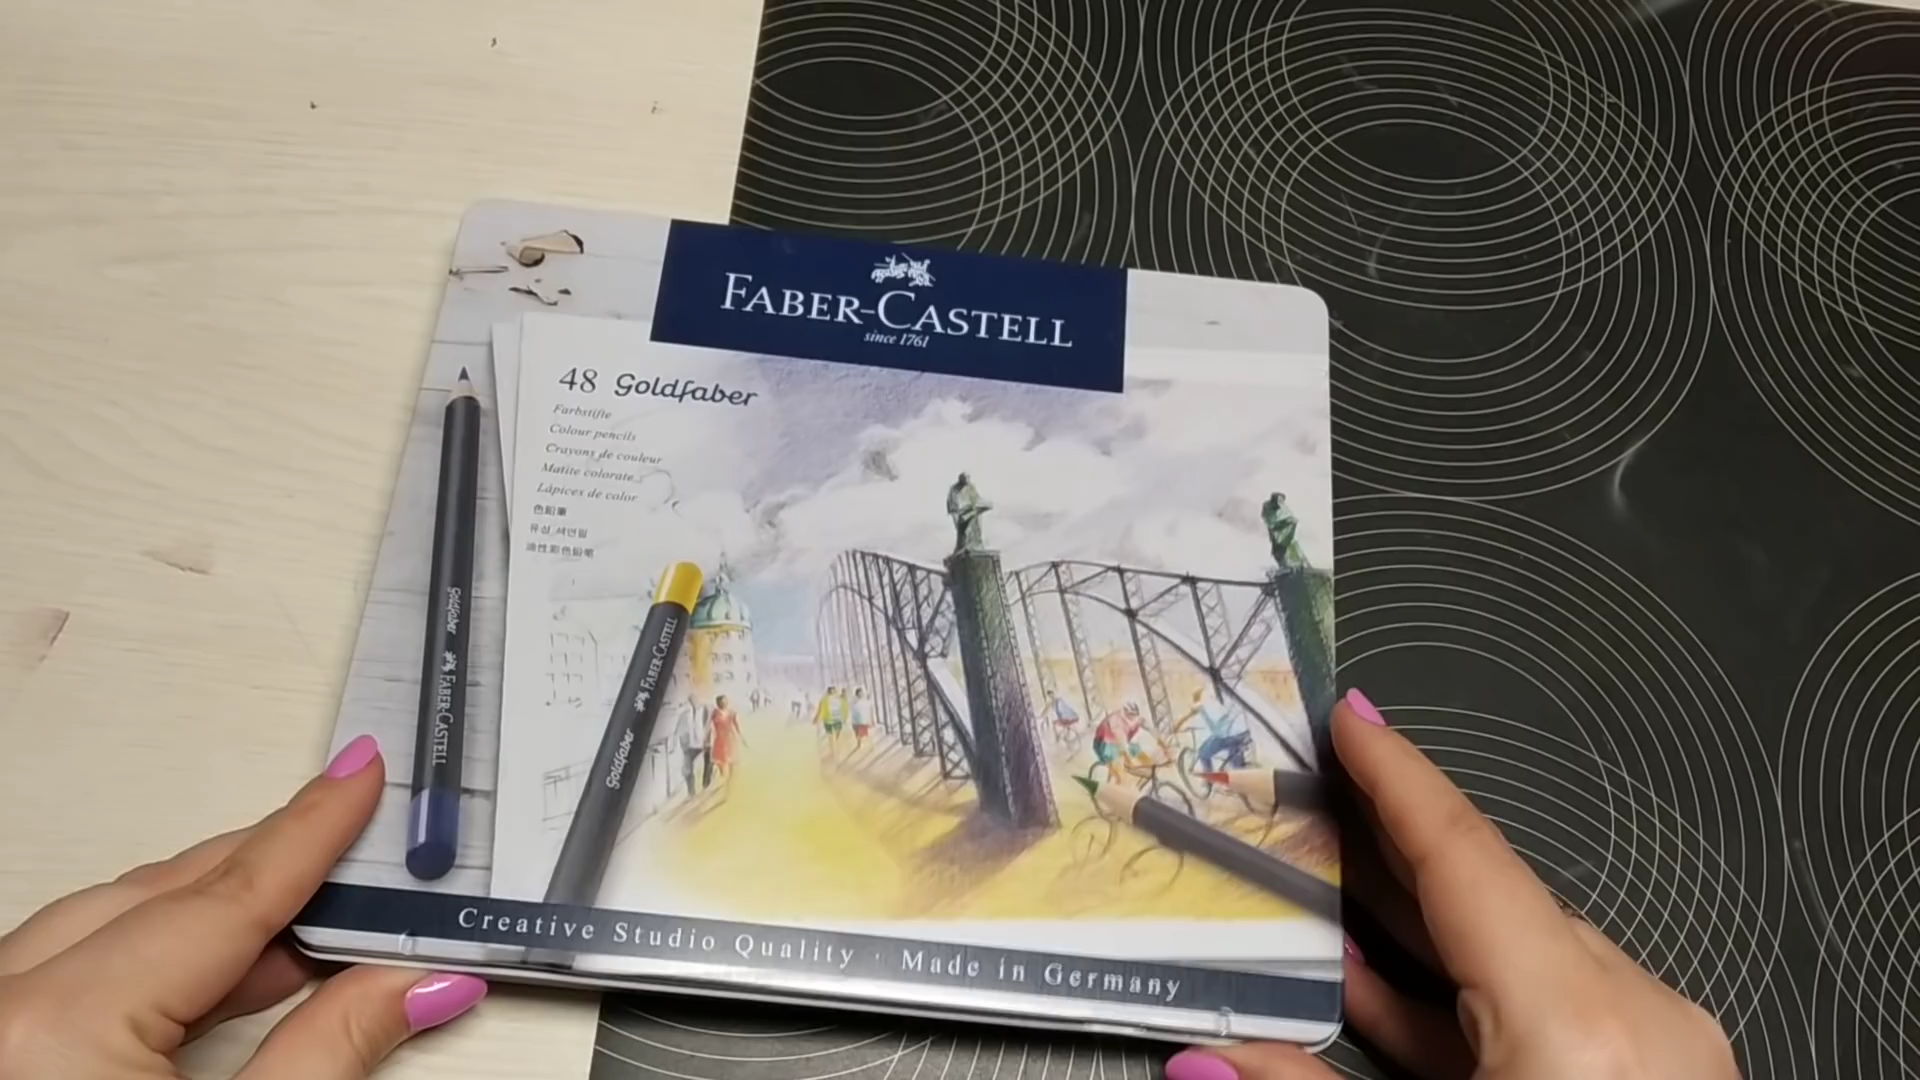 FABER-CASTELL
since 1761
48 Goldfaber
Farbstifte
Colour pencils
Crayons de couleur
Matite colorate
Lápices de color
色鉛筆
유성 색연필
油性彩色铅笔
Goldfaber FABER-CASTELL
Goldfaber FABER-CASTELL
Creative Studio Quality · Made in Germany